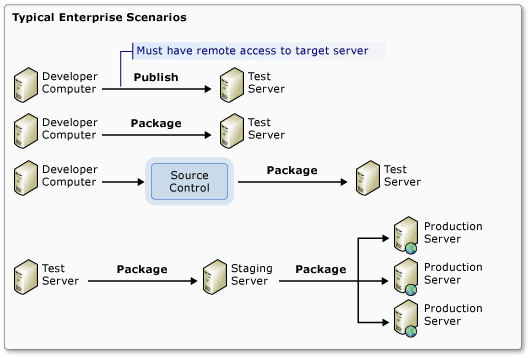 Typical Enterprise Scenarios
Must have remote access to target server
Developer
Computer
Publish
Test
Server
Developer
Computer
Package
Test
Server
Developer
Computer
Source
Control
Package
Test
Server
Test
Server
Package
Staging
Server
Package
Production
Server
Production
Server
Production
Server